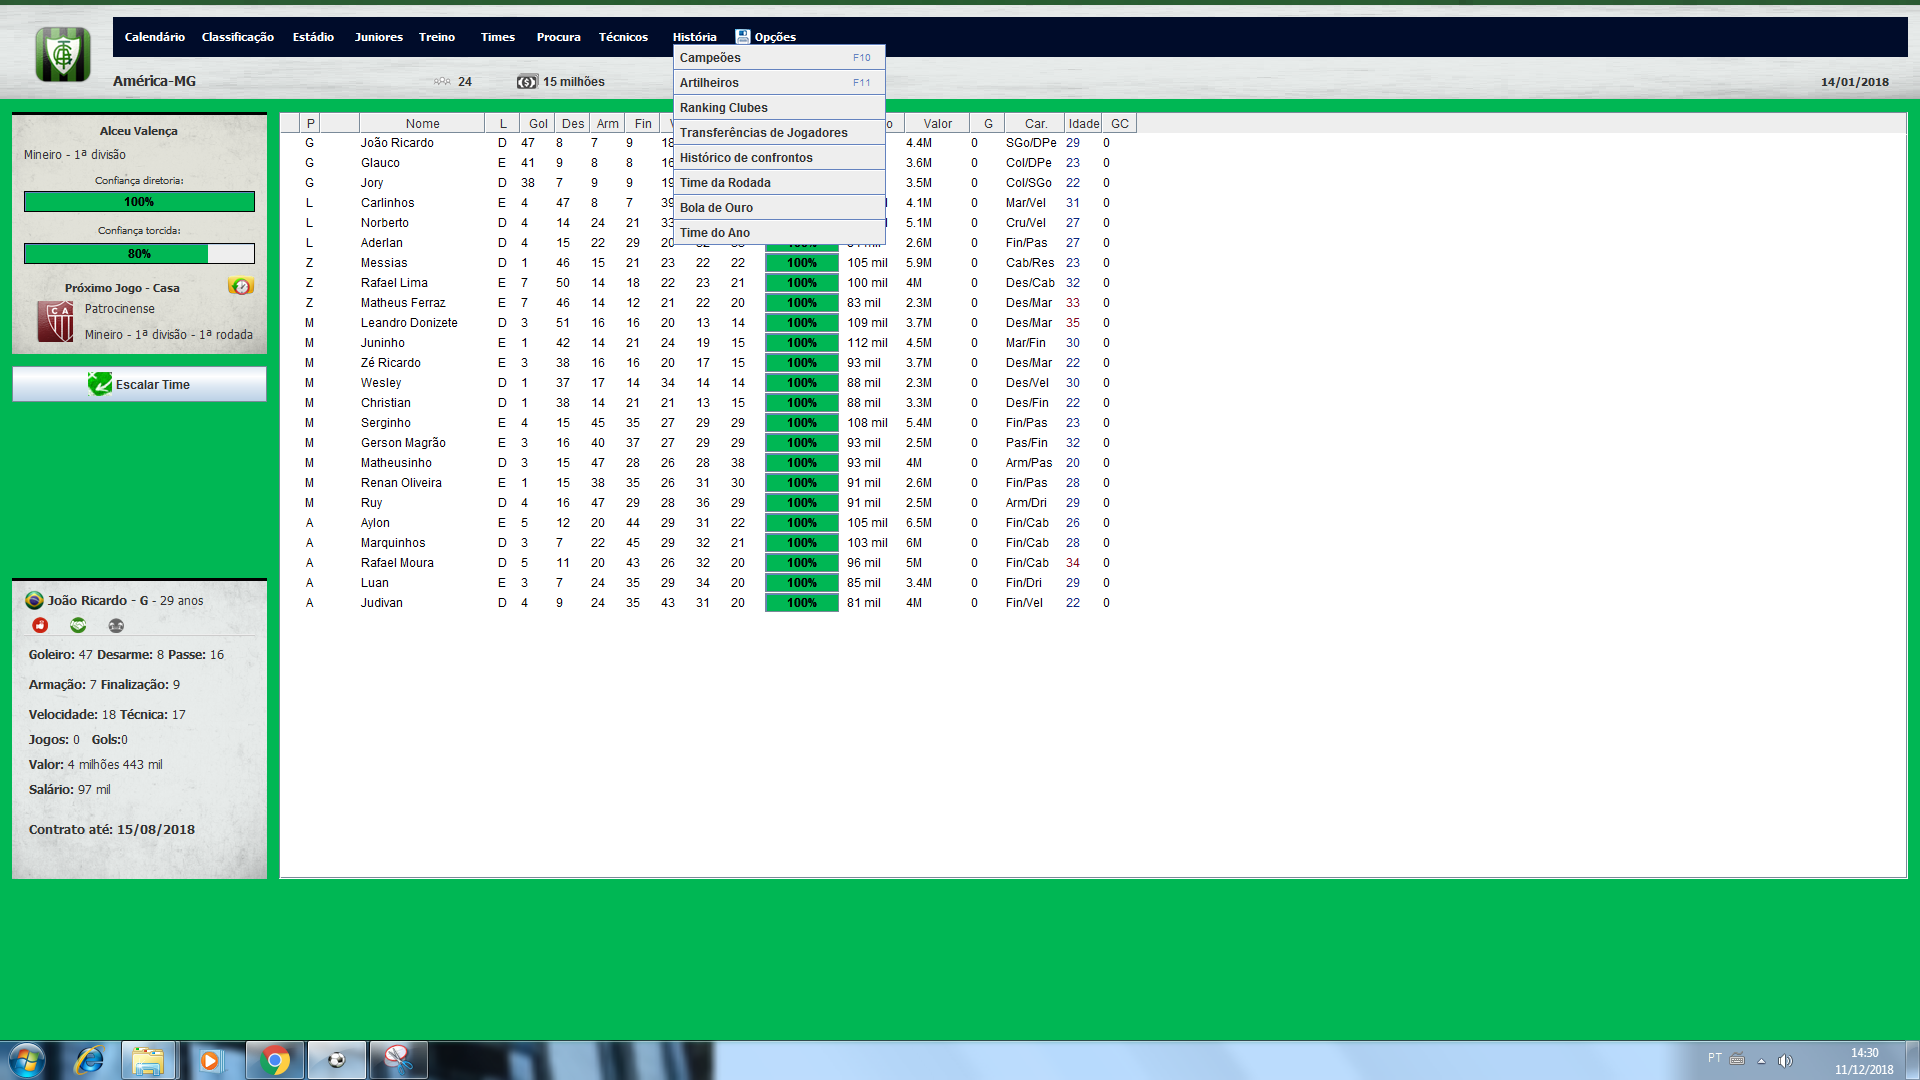 Calendário Classificação Estádio Juniores Treino Times Procura Técnicos História Opções
América-MG 24 15 milhões 14/01/2018
Campeões F10
Artilheiros F11
Ranking Clubes
Transferências de Jogadores
Histórico de confrontos
Time da Rodada
Bola de Ouro
Time do Ano
Alceu Valença
Mineiro - 1ª divisão
Confiança diretoria:
100%
Confiança torcida:
80%
Próximo Jogo - Casa
Patrocinense
Mineiro - 1ª divisão - 1ª rodada
Escalar Time
João Ricardo - G - 29 anos
Goleiro: 47 Desarme: 8 Passe: 16
Armação: 7 Finalização: 9
Velocidade: 18 Técnica: 17
Jogos: 0 Gols:0
Valor: 4 milhões 443 mil
Salário: 97 mil
Contrato até: 15/08/2018
P Nome L Gol Des Arm Fin Valor G Car. Idade GC
G João Ricardo D 47 8 7 9 18 4.4M 0 SGo/DPe 29 0
G Glauco E 41 9 8 8 16 3.6M 0 Col/DPe 23 0
G Jory D 38 7 9 9 19 3.5M 0 Col/SGo 22 0
L Carlinhos E 4 47 8 7 39 4.1M 0 Mar/Vel 31 0
L Norberto D 4 14 24 21 33 5.1M 0 Cru/Vel 27 0
L Aderlan D 4 15 22 29 20 2.6M 0 Fin/Pas 27 0
Z Messias D 1 46 15 21 23 22 22 100% 105 mil 5.9M 0 Cab/Res 23 0
Z Rafael Lima E 7 50 14 18 22 23 21 100% 100 mil 4M 0 Des/Cab 32 0
Z Matheus Ferraz E 7 46 14 12 21 22 20 100% 83 mil 2.3M 0 Des/Mar 33 0
M Leandro Donizete D 3 51 16 16 20 13 14 100% 109 mil 3.7M 0 Des/Mar 35 0
M Juninho E 1 42 14 21 24 19 15 100% 112 mil 4.5M 0 Mar/Fin 30 0
M Zé Ricardo E 3 38 16 16 20 17 15 100% 93 mil 3.7M 0 Des/Mar 22 0
M Wesley D 1 37 17 14 34 14 14 100% 88 mil 2.3M 0 Des/Vel 30 0
M Christian D 1 38 14 21 21 13 15 100% 88 mil 3.3M 0 Des/Fin 22 0
M Serginho E 4 15 45 35 27 29 29 100% 108 mil 5.4M 0 Fin/Pas 23 0
M Gerson Magrão E 3 16 40 37 27 29 29 100% 93 mil 2.5M 0 Pas/Fin 32 0
M Matheusinho D 3 15 47 28 26 28 38 100% 93 mil 4M 0 Arm/Pas 20 0
M Renan Oliveira E 1 15 38 35 26 31 30 100% 91 mil 2.6M 0 Fin/Pas 28 0
M Ruy D 4 16 47 29 28 36 29 100% 91 mil 2.5M 0 Arm/Dri 29 0
A Aylon E 5 12 20 44 29 31 22 100% 105 mil 6.5M 0 Fin/Cab 26 0
A Marquinhos D 3 7 22 45 29 32 21 100% 103 mil 6M 0 Fin/Cab 28 0
A Rafael Moura D 5 11 20 43 26 32 20 100% 96 mil 5M 0 Fin/Cab 34 0
A Luan E 3 7 24 35 29 34 20 100% 85 mil 3.4M 0 Fin/Dri 29 0
A Judivan D 4 9 24 35 43 31 20 100% 81 mil 4M 0 Fin/Vel 22 0
PT 14:30
11/12/2018